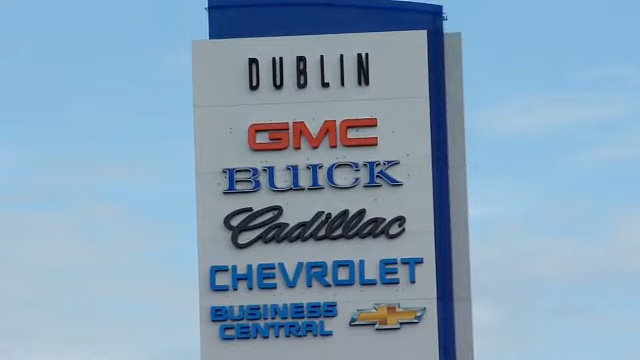 DUBLIN
GMC
BUICK
Cadillac
CHEVROLET
BUSINESS
CENTRAL